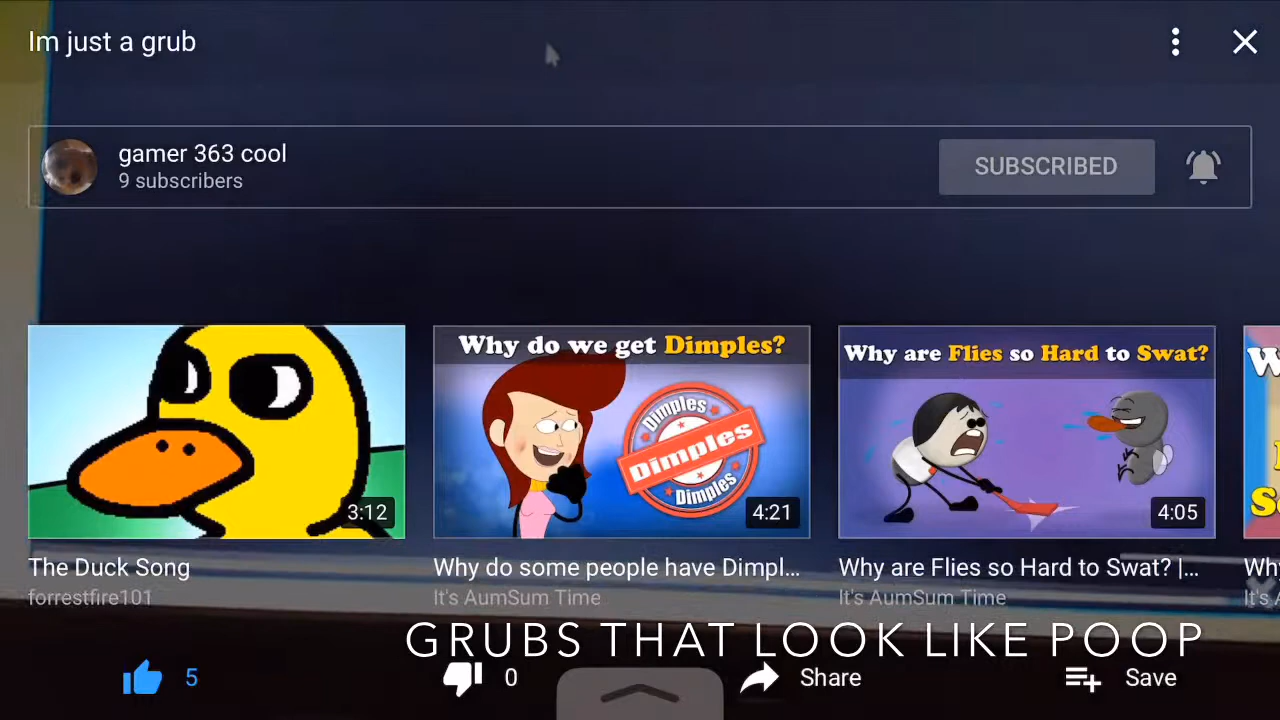 Im just a grub
gamer 363 cool
9 subscribers
SUBSCRIBED
Why do we get Dimples?
Dimples
Dimples
Dimples
4:21
Why are Flies so Hard to Swat?
4:05
3:12
The Duck Song
forrestfire101
Why do some people have Dimpl...
It's AumSum Time
Why are Flies so Hard to Swat? |...
It's AumSum Time
Why
It's
GRUBS THAT LOOK LIKE POOP
5
0
Share
Save